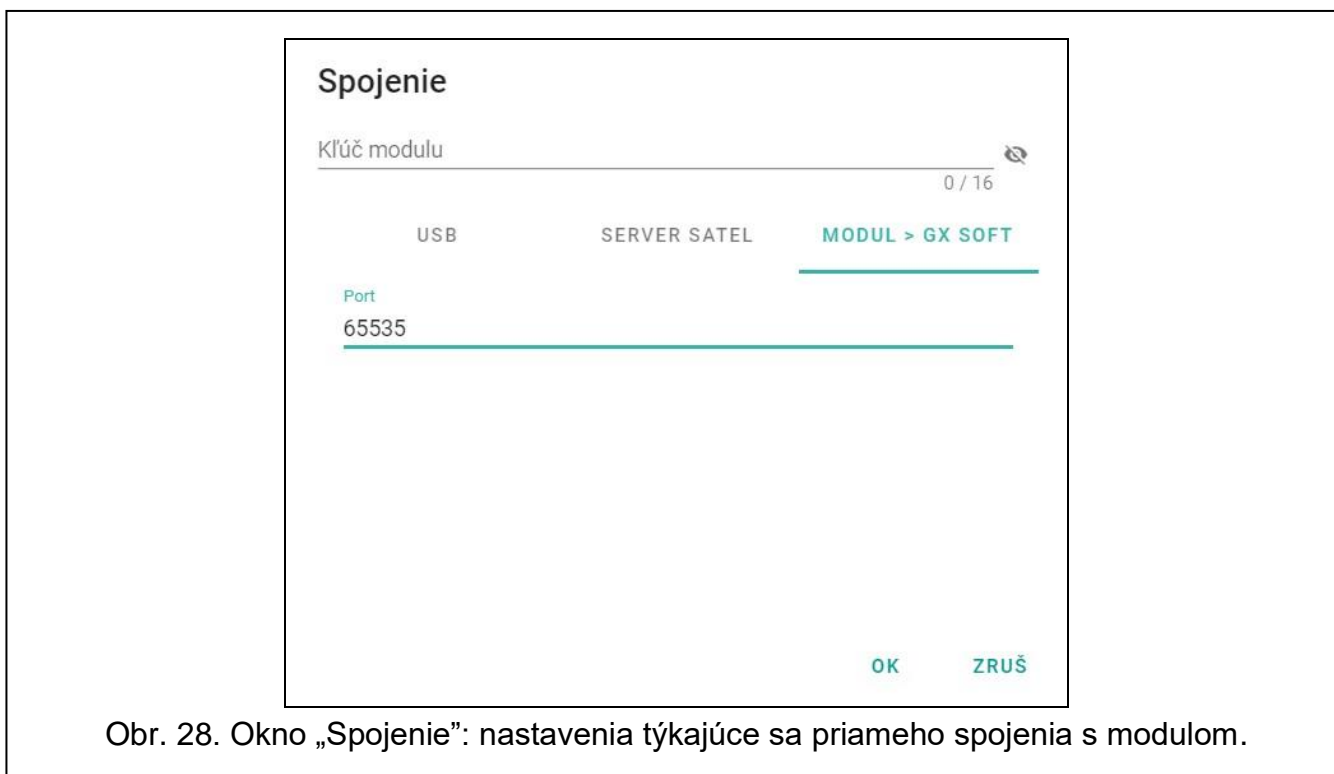 Spojenie
Kľúč modulu
0 / 16
USB SERVER SATEL MODUL > GX SOFT
Port
65535
OK ZRUŠ
Obr. 28. Okno „Spojenie”: nastavenia týkajúce sa priameho spojenia s modulom.